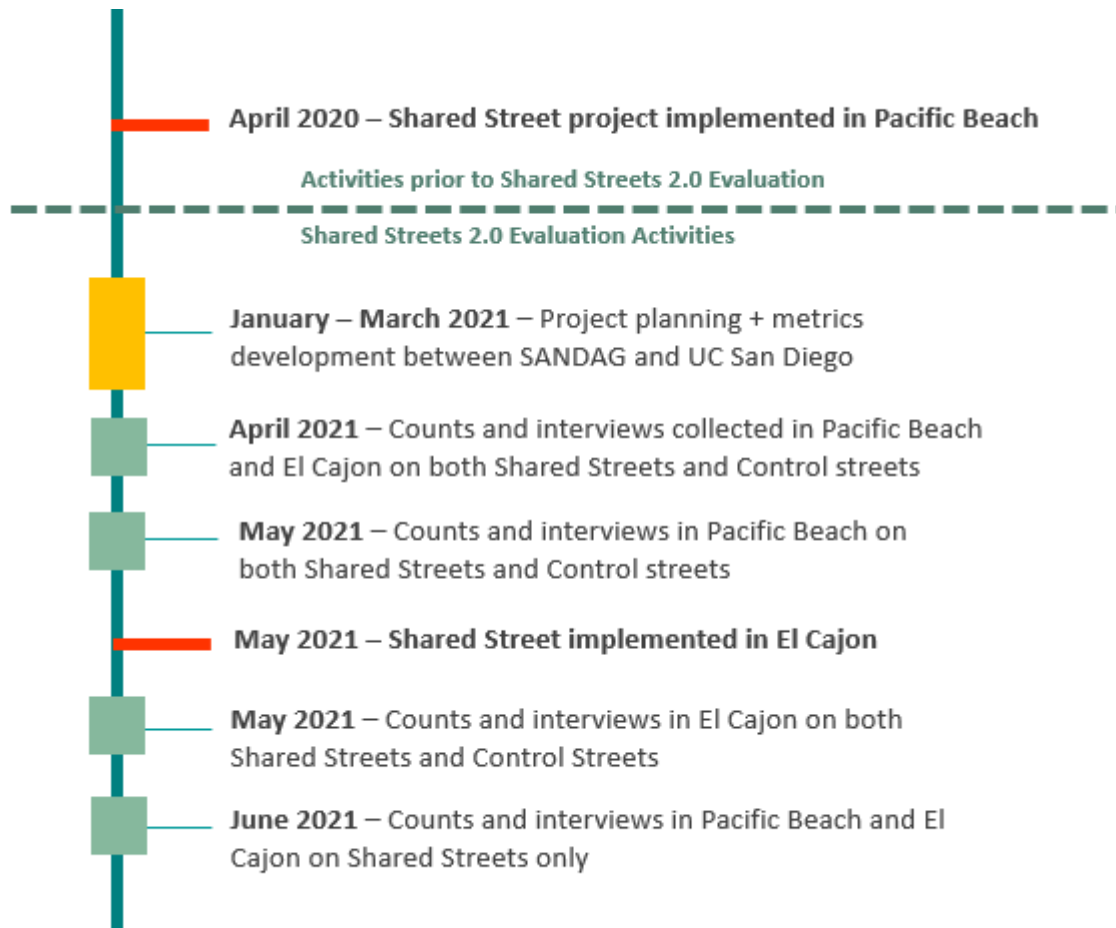 April 2020 – Shared Street project implemented in Pacific Beach
Activities prior to Shared Streets 2.0 Evaluation
Shared Streets 2.0 Evaluation Activities
January – March 2021 – Project planning + metrics
development between SANDAG and UC San Diego
April 2021 – Counts and interviews collected in Pacific Beach
and El Cajon on both Shared Streets and Control streets
May 2021 – Counts and interviews in Pacific Beach on
both Shared Streets and Control streets
May 2021 – Shared Street implemented in El Cajon
May 2021 – Counts and interviews in El Cajon on both
Shared Streets and Control Streets
June 2021 – Counts and interviews in Pacific Beach and El
Cajon on Shared Streets only